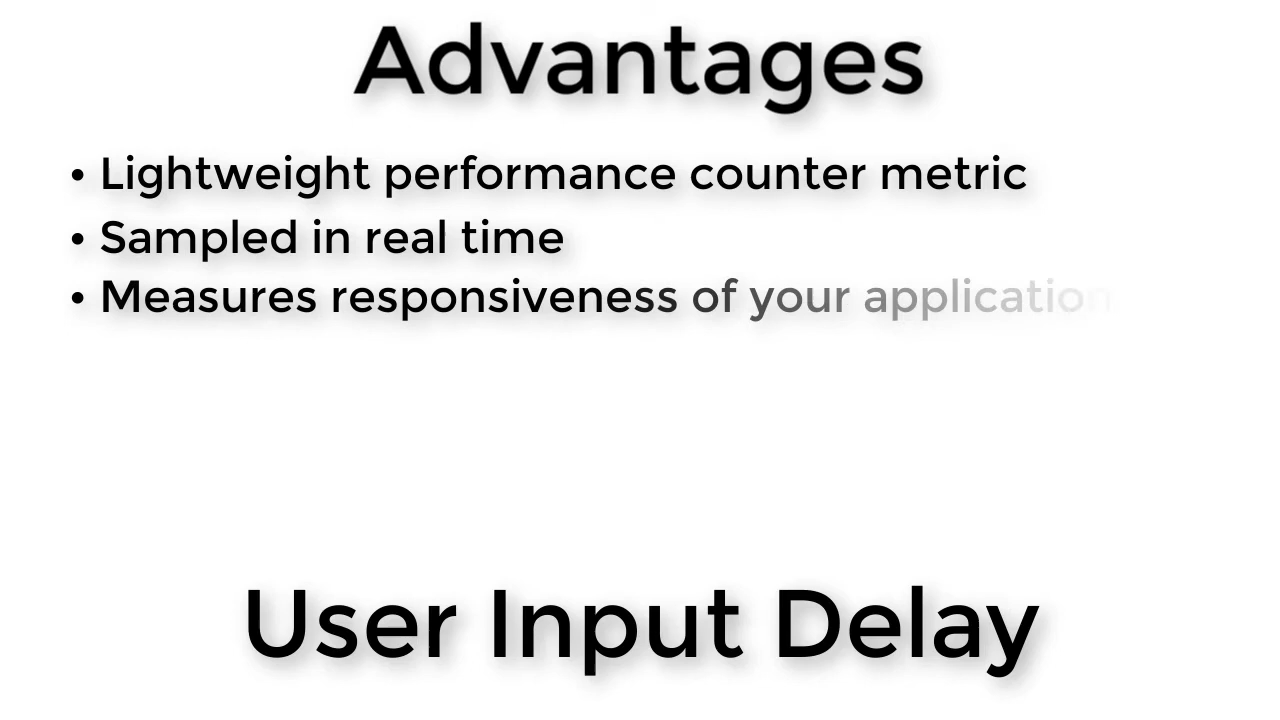 Advantages
• Lightweight performance counter metric
• Sampled in real time
• Measures responsiveness of your application
User Input Delay